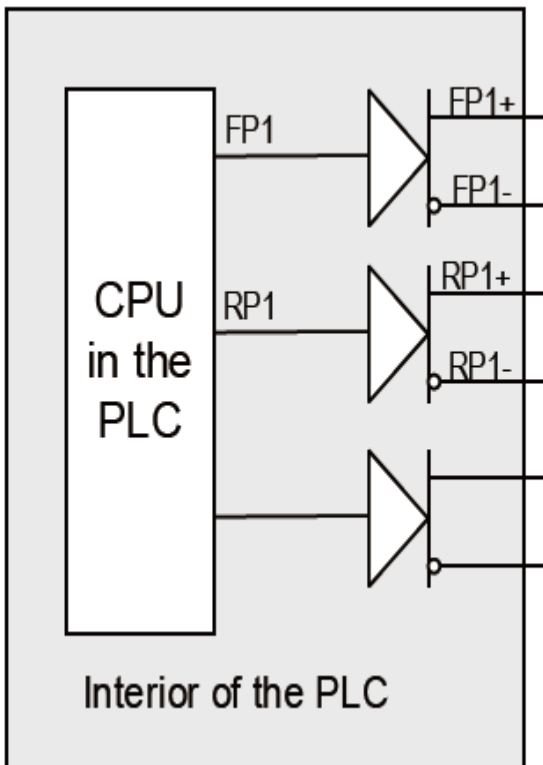 FP1
FP1+
FP1-
CPU
in the
PLC
RP1
RP1+
RP1-
Interior of the PLC